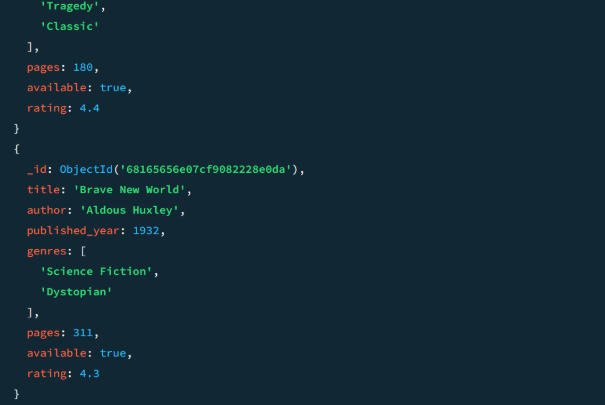 'Tragedy',
'Classic'
],
pages: 180,
available: true,
rating: 4.4
}
{
_id: ObjectId('68165656e07cf9082228e0da'),
title: 'Brave New World',
author: 'Aldous Huxley',
published_year: 1932,
genres: [
'Science Fiction',
'Dystopian'
],
pages: 311,
available: true,
rating: 4.3
}